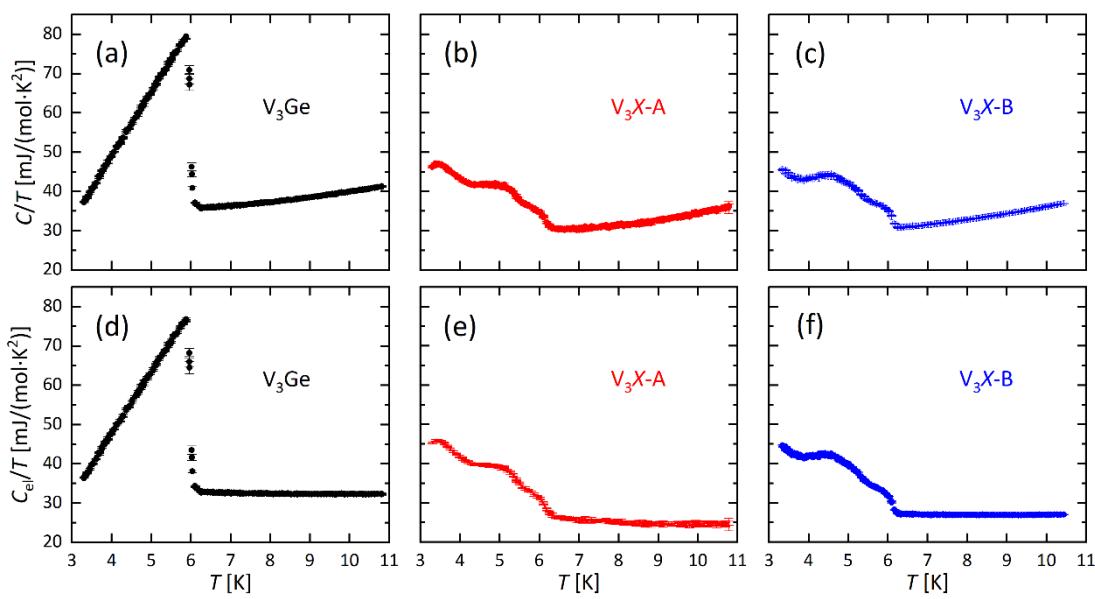 (a) V₃Ge
(b) V₃X-A
(c) V₃X-B
C/T [mJ/(mol·K²)]
80
70
60
50
40
30
20
(d) V₃Ge
(e) V₃X-A
(f) V₃X-B
Cₑₗ/T [mJ/(mol·K²)]
80
70
60
50
40
30
20
3 4 5 6 7 8 9 10 11
3 4 5 6 7 8 9 10 11
3 4 5 6 7 8 9 10 11
T [K]
T [K]
T [K]